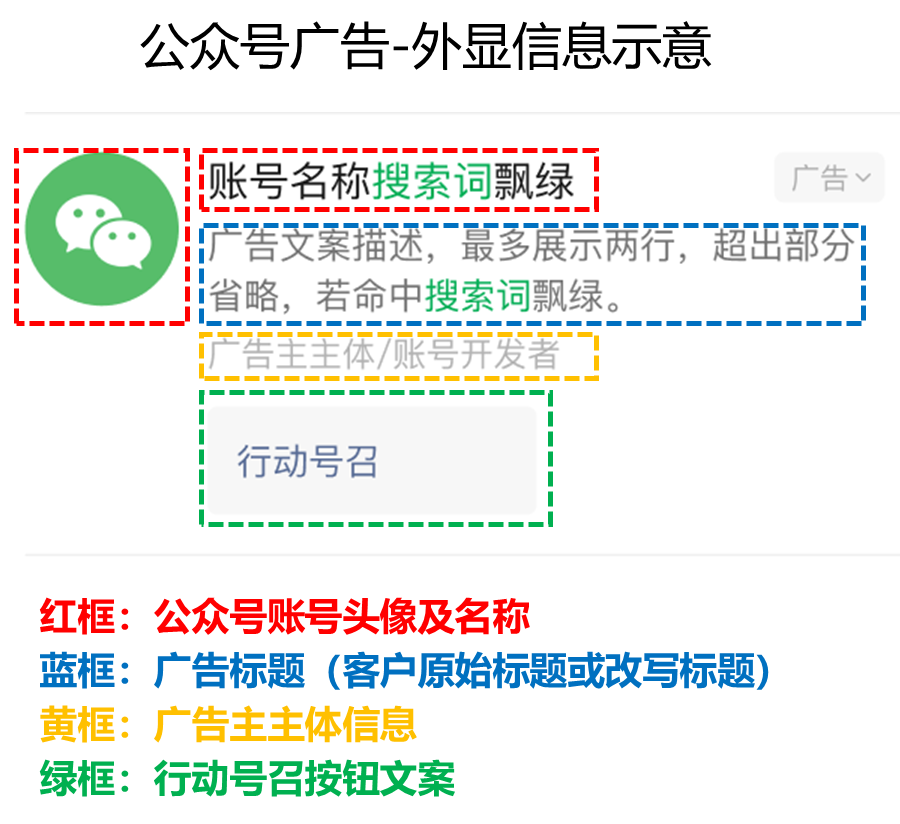 公众号广告-外显信息示意
账号名称搜索词飘绿
广告
广告文案描述，最多展示两行，超出部分
省略，若命中搜索词飘绿。
广告主主体/账号开发者
行动号召
红框：公众号账号头像及名称
蓝框：广告标题（客户原始标题或改写标题）
黄框：广告主主体信息
绿框：行动号召按钮文案